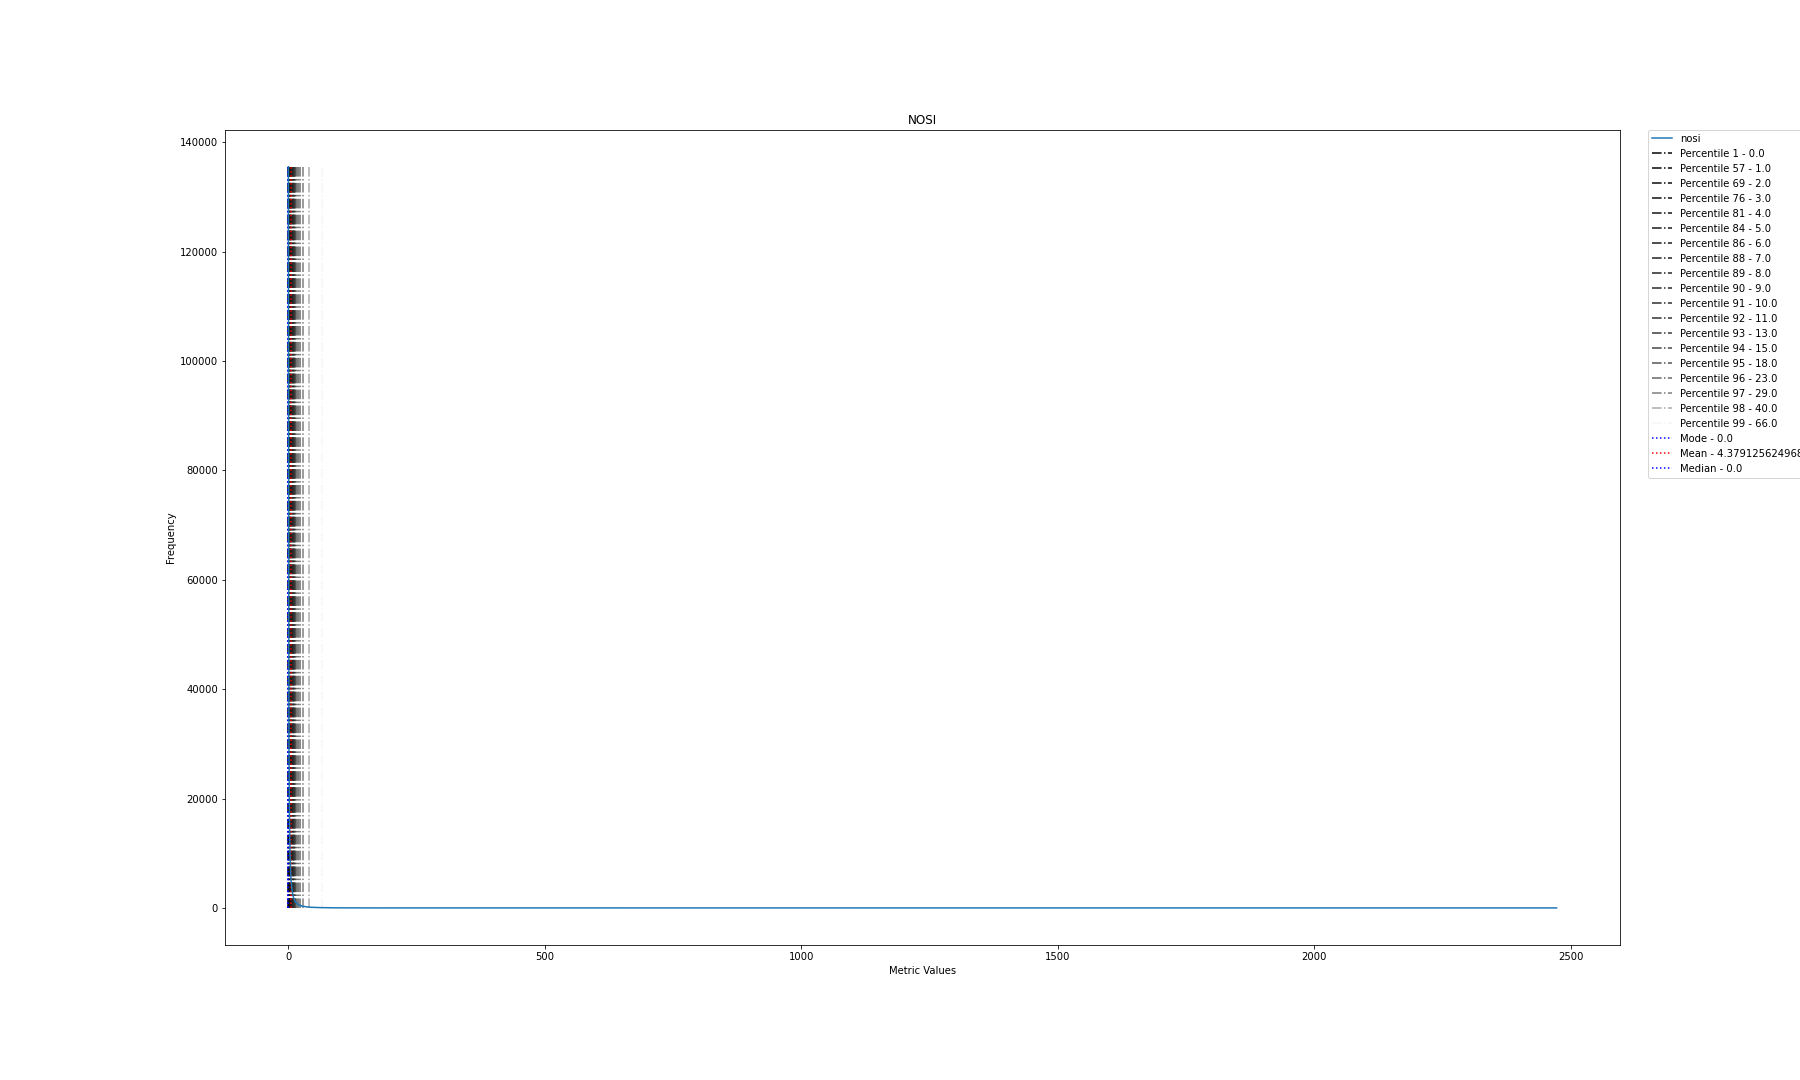 NOSI
140000
120000
100000
80000
60000
40000
20000
0
Frequency
0 500 1000 1500 2000 2500
Metric Values
nosi
Percentile 1 - 0.0
Percentile 57 - 1.0
Percentile 69 - 2.0
Percentile 76 - 3.0
Percentile 81 - 4.0
Percentile 84 - 5.0
Percentile 86 - 6.0
Percentile 88 - 7.0
Percentile 89 - 8.0
Percentile 90 - 9.0
Percentile 91 - 10.0
Percentile 92 - 11.0
Percentile 93 - 13.0
Percentile 94 - 15.0
Percentile 95 - 18.0
Percentile 96 - 23.0
Percentile 97 - 29.0
Percentile 98 - 40.0
Percentile 99 - 66.0
Mode - 0.0
Mean - 4.379125624968
Median - 0.0